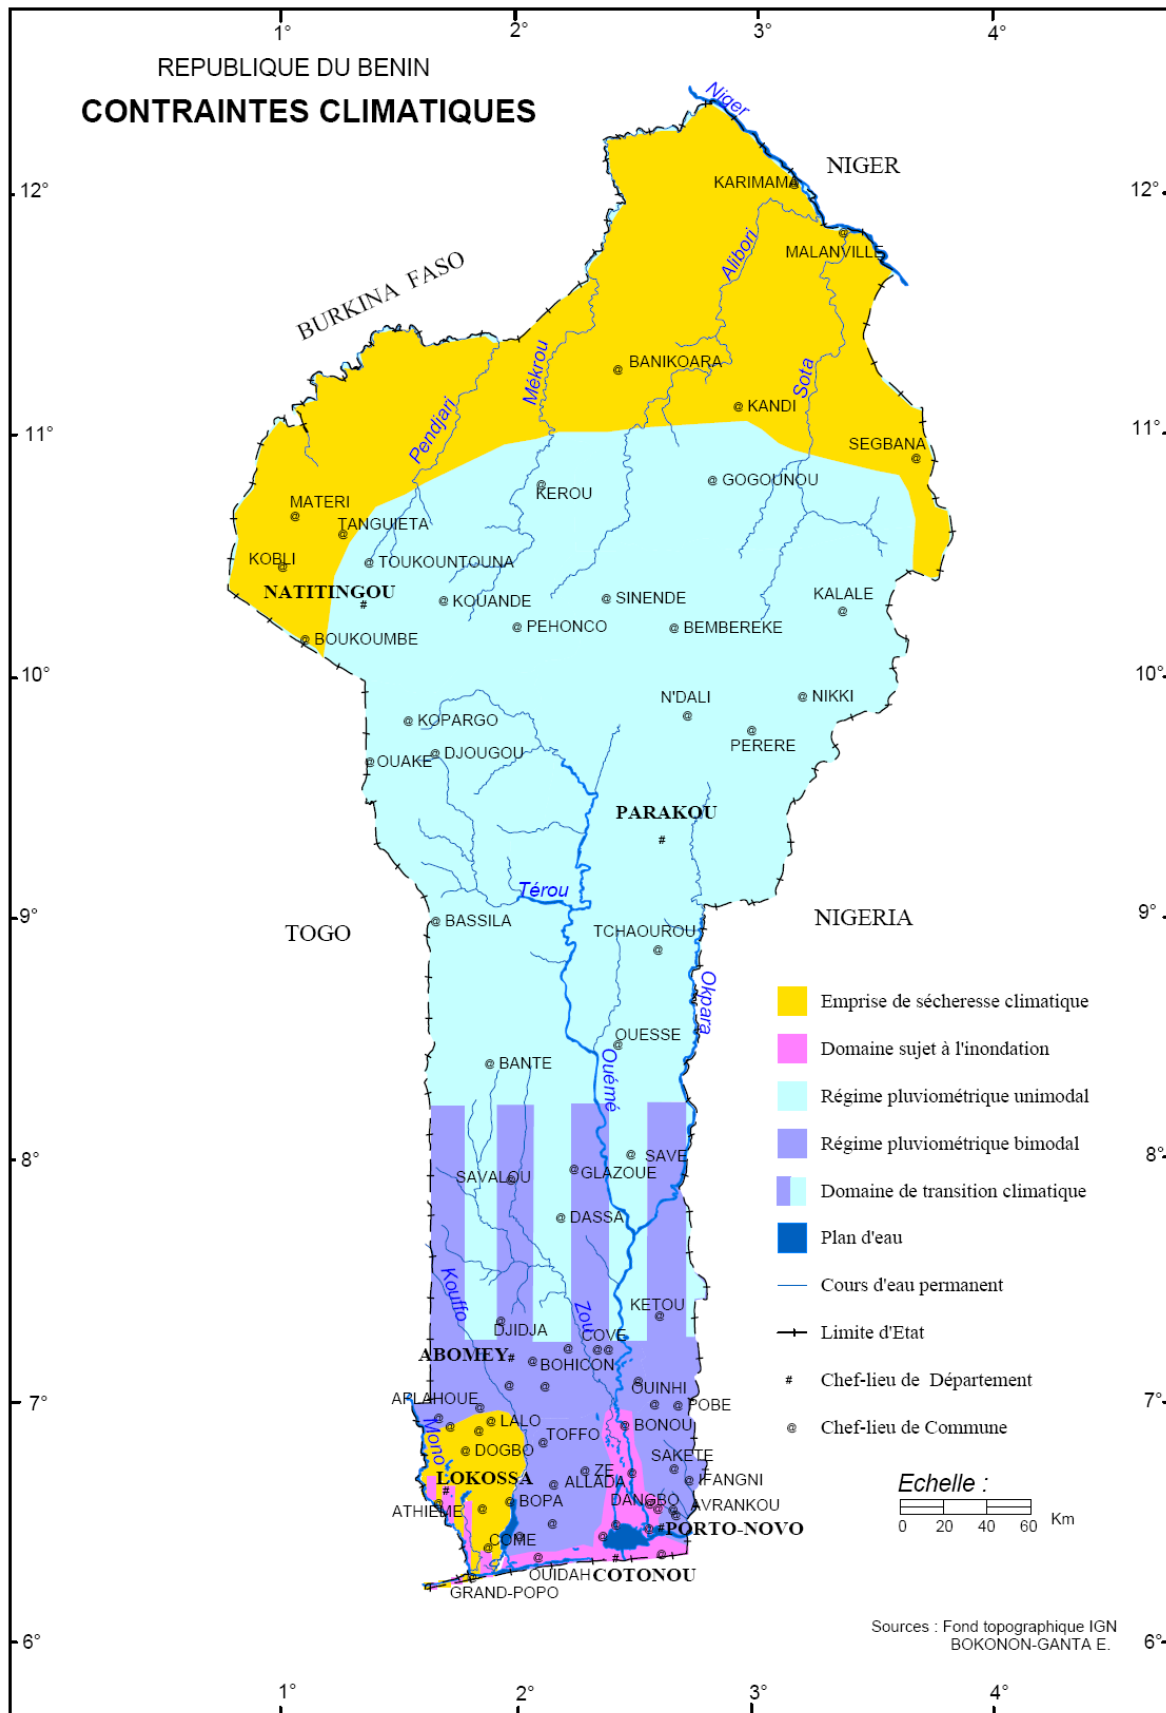 1°
2°
3°
4°
REPUBLIQUE DU BENIN
CONTRAINTES CLIMATIQUES
Niger
NIGER
KARIMAMA
12°
12°
MALANVILLE
Alibori
BURKINA FASO
BANIKOARA
Mékrou
Sota
KANDI
Pendjari
11°
11°
SEGBANA
GOGOUNOU
KEROU
MATERI
TANGUIETA
KOBLI
TOUKOUNTOUNA
NATITINGOU
KOUANDE
SINENDE
KALALE
PEHONCO
BEMBEREKE
BOUKOUMBE
10°
10°
N'DALI
NIKKI
KOPARGO
PERERE
DJOUGOU
OUAKE
PARAKOU
Térou
9°
9°
BASSILA
NIGERIA
TOGO
TCHAOUROU
Okpara
Emprise de sécheresse climatique
OUESSE
Domaine sujet à l'inondation
BANTE
Ouémé
Régime pluviométrique unimodal
Régime pluviométrique bimodal
8°
8°
SAVE
SAVALOU
GLAZOUE
Domaine de transition climatique
DASSA
Plan d'eau
Kouffo
Cours d'eau permanent
Zou
KETOU
DJIDJA
COVE
Limite d'Etat
ABOMEY
BOHICON
Chef-lieu de Département
OUINHI
7°
7°
APLAHOUE
POBE
LALO
BONOU
Chef-lieu de Commune
Mono
TOFFO
DOGBO
SAKETE
ZE
LOKOSSA
ALLADA
IFANGNI
Echelle :
BOPA
DANGBO
AVRANKOU
ATHIEME
PORTO-NOVO
0 20 40 60 Km
COME
OUIDAH
COTONOU
GRAND-POPO
Sources : Fond topographique IGN
BOKONON-GANTA E.
6°
6°
1°
2°
3°
4°